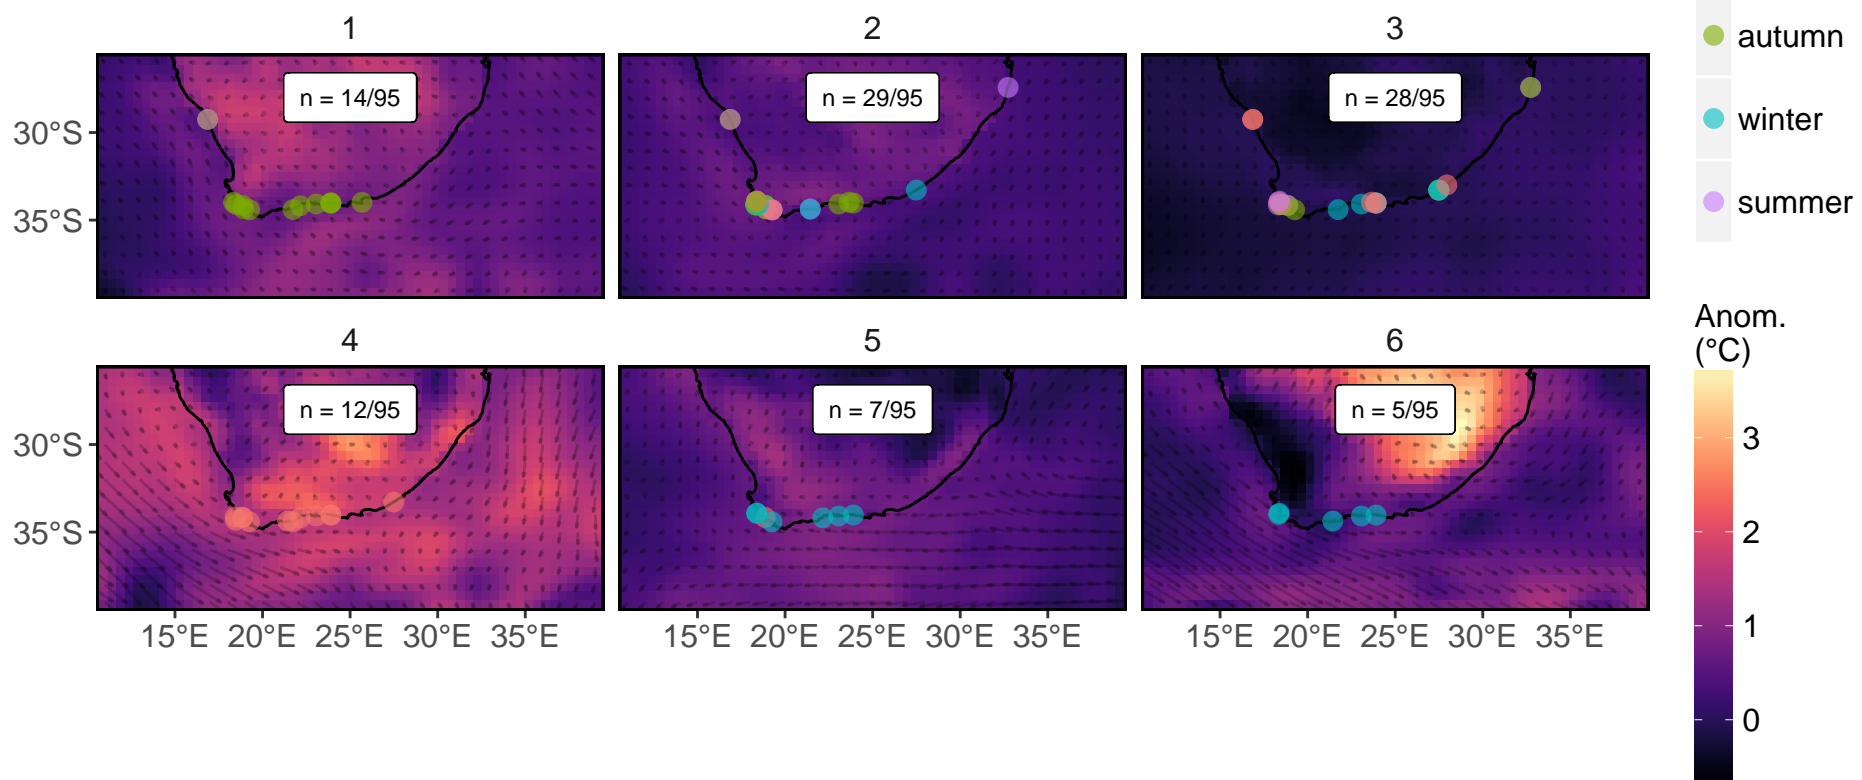 1
2
3
n = 14/95
n = 29/95
n = 28/95
30°S
35°S
autumn
winter
summer
4
5
6
n = 12/95
n = 7/95
n = 5/95
30°S
35°S
15°E 20°E 25°E 30°E 35°E
15°E 20°E 25°E 30°E 35°E
15°E 20°E 25°E 30°E 35°E
Anom.
(°C)
3
2
1
0